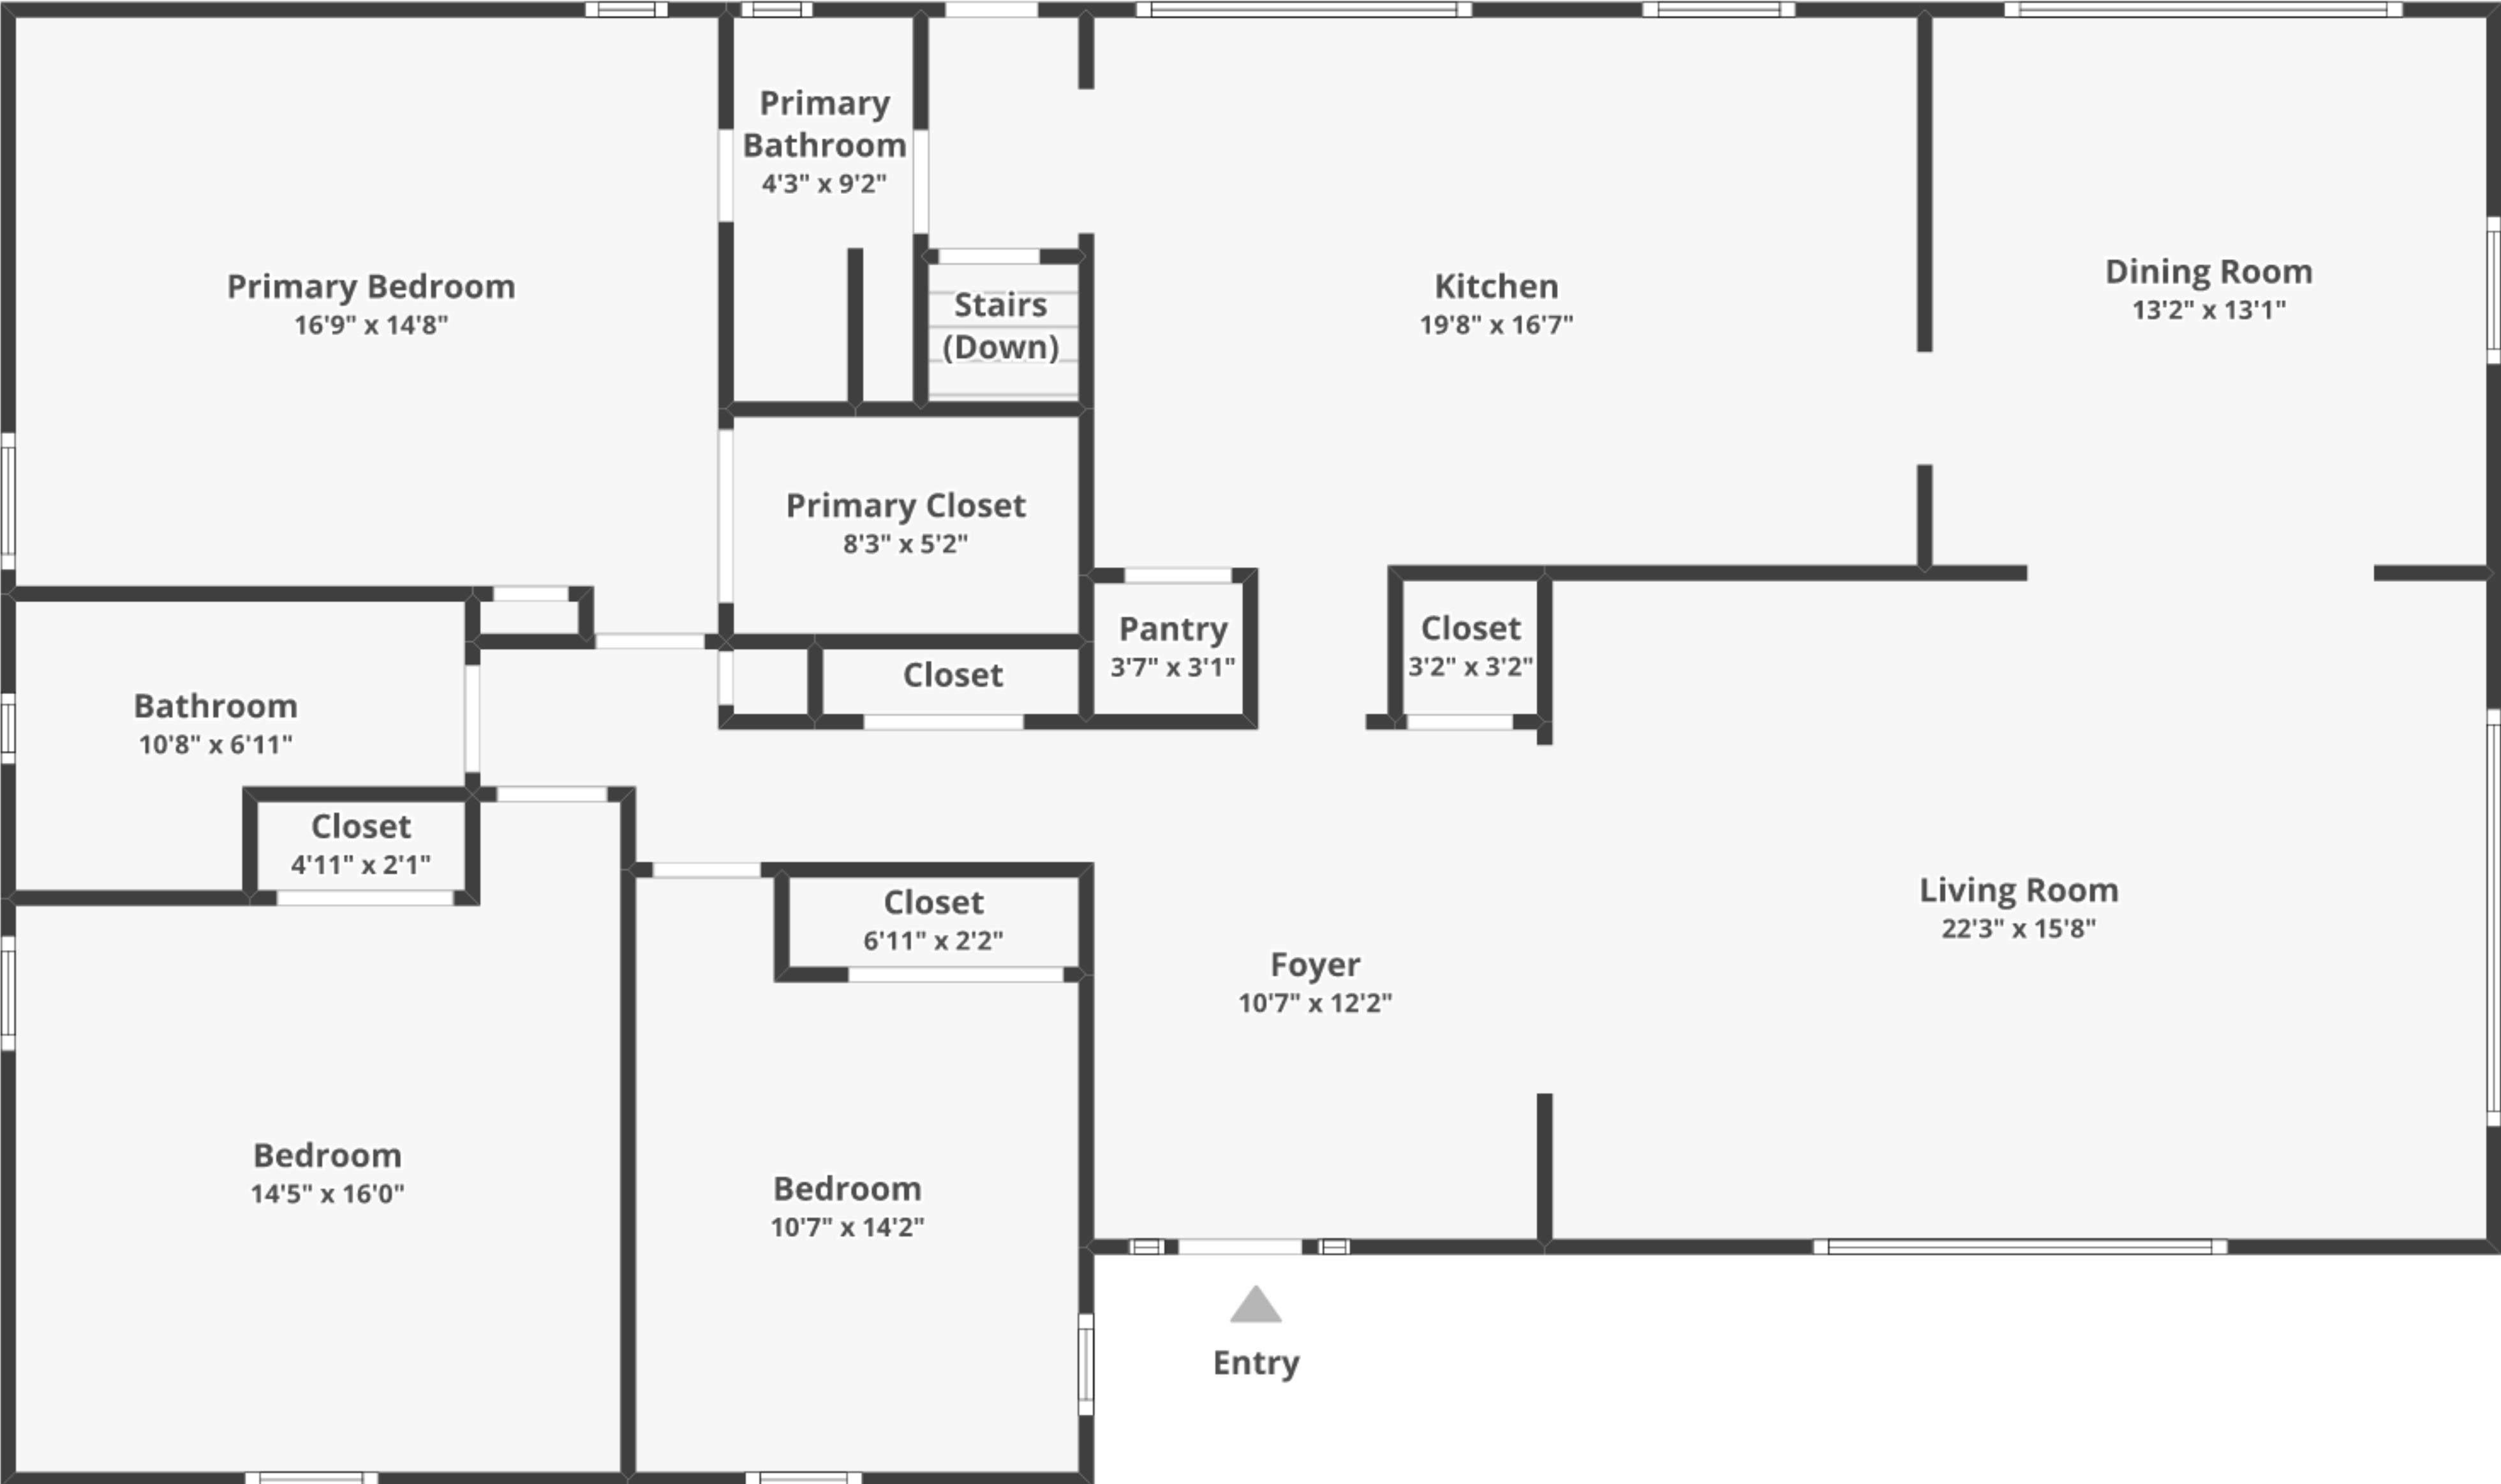 Primary
Bathroom
4'3" x 9'2"
Primary Bedroom
16'9" x 14'8"
Stairs
(Down)
Kitchen
19'8" x 16'7"
Dining Room
13'2" x 13'1"
Primary Closet
8'3" x 5'2"
Pantry
3'7" x 3'1"
Closet
3'2" x 3'2"
Closet
Bathroom
10'8" x 6'11"
Closet
4'11" x 2'1"
Closet
6'11" x 2'2"
Foyer
10'7" x 12'2"
Living Room
22'3" x 15'8"
Bedroom
14'5" x 16'0"
Bedroom
10'7" x 14'2"
Entry